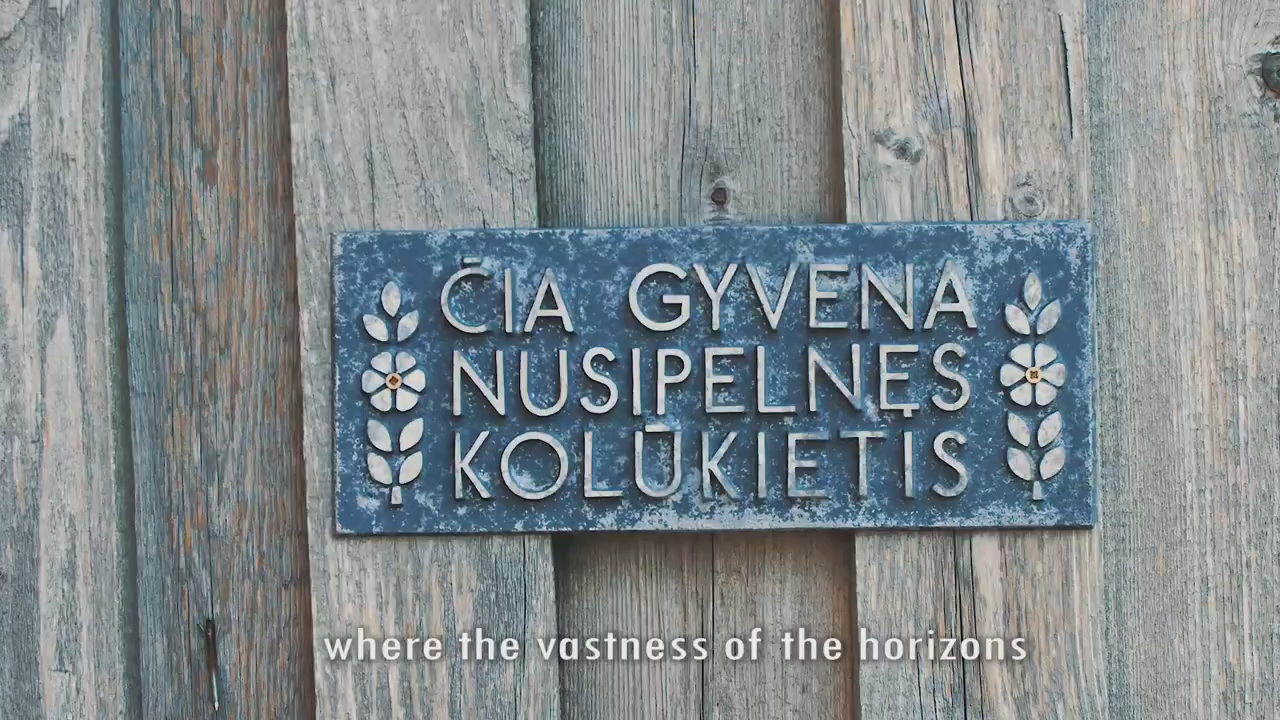 ČIA GYVENA
NUSIPELNĘS
KOLŪKIETIS
where the vastness of the horizons